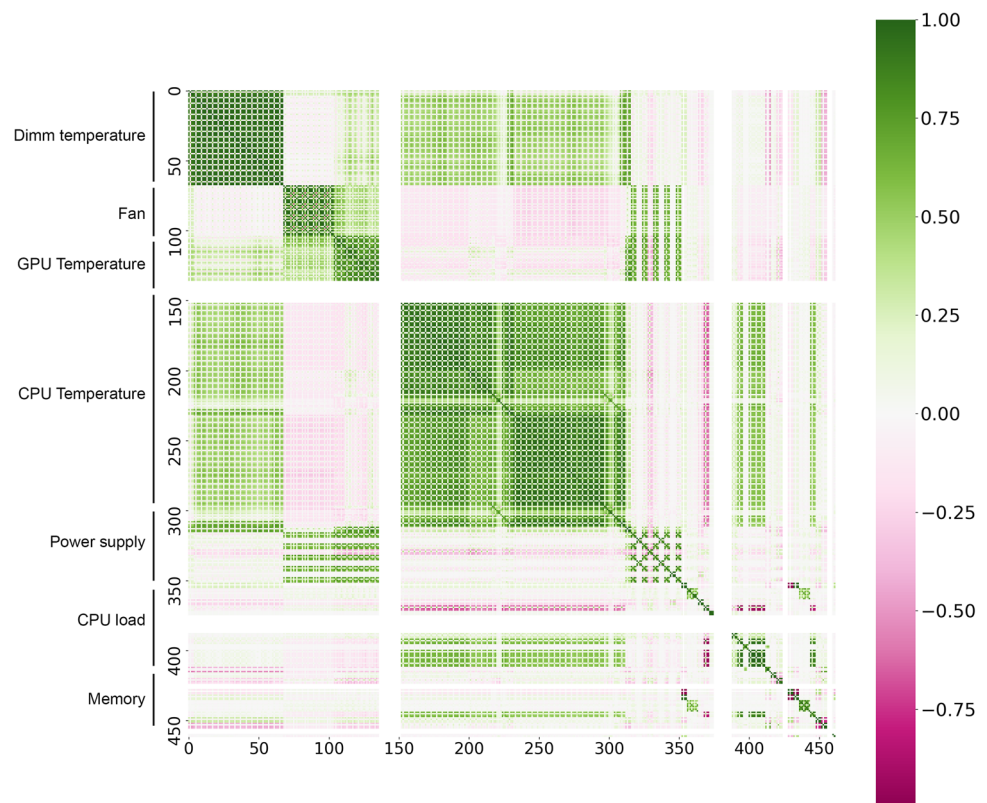 1.00
0
Dimm temperature
0.75
50
Fan
100
GPU Temperature
0.50
150
0.25
200
CPU Temperature
0.00
250
300
−0.25
Power supply
350
−0.50
CPU load
400
Memory
−0.75
450
0 50 100 150 200 250 300 350 400 450